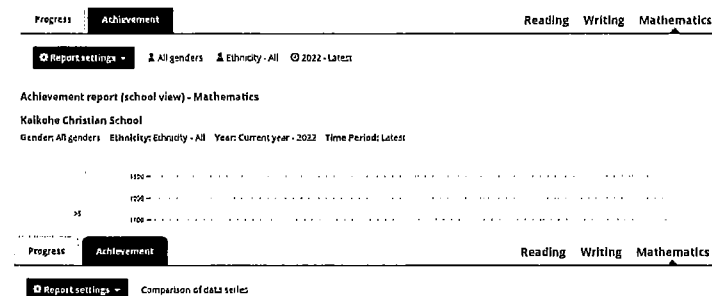 Progress Achievement Reading Writing Mathematics
Report settings All genders Ethnicity - All 2022 - Latest
Achievement report (school view) - Mathematics
Kaikohe Christian School
Gender: All genders Ethnicity: Ethnicity - All Year: Current year - 2022 Time Period: Latest
1200
1100
Progress Achievement Reading Writing Mathematics
Report settings Comparison of data series